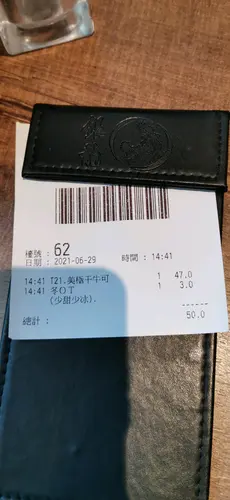 檯號 : 62
日期 : 2021-06-29 時間 : 14:41
14:41 T21.美極干牛可 1 47.0
14:41 冬OT 1 3.0
(少甜少冰),
------
50.0
總計 :